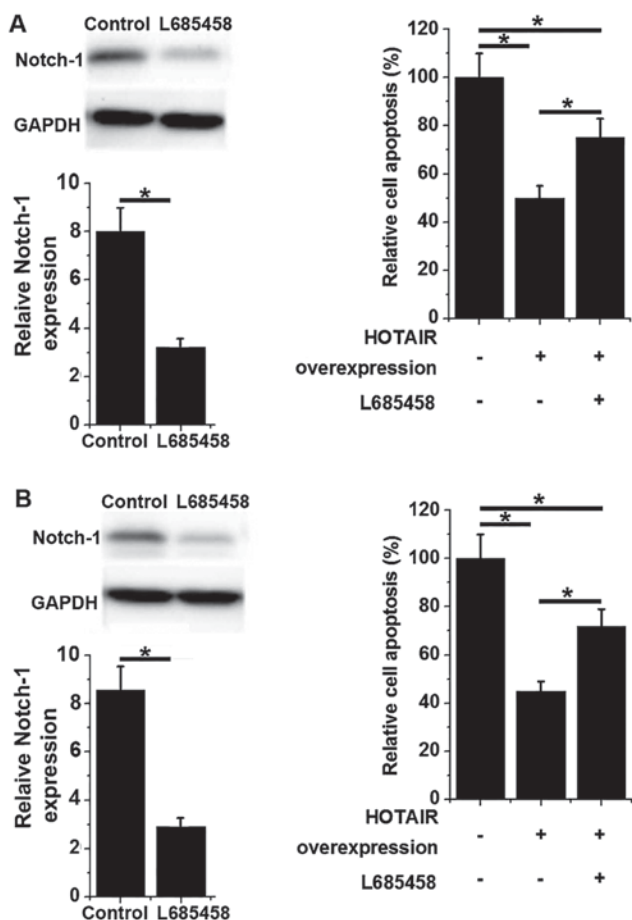 A
Control L685458
Notch-1
GAPDH
Relaive Notch-1
expression
10
8
6
4
2
0
*
Control L685458
Relative cell apoptosis (%)
120
100
80
60
40
20
0
*
*
*
HOTAIR
overexpression - + +
L685458 - - +
B
Control L685458
Notch-1
GAPDH
Relaive Notch-1
expression
10
8
6
4
2
0
*
Control L685458
Relative cell apoptosis (%)
120
100
80
60
40
20
0
*
*
*
HOTAIR
overexpression - + +
L685458 - - +